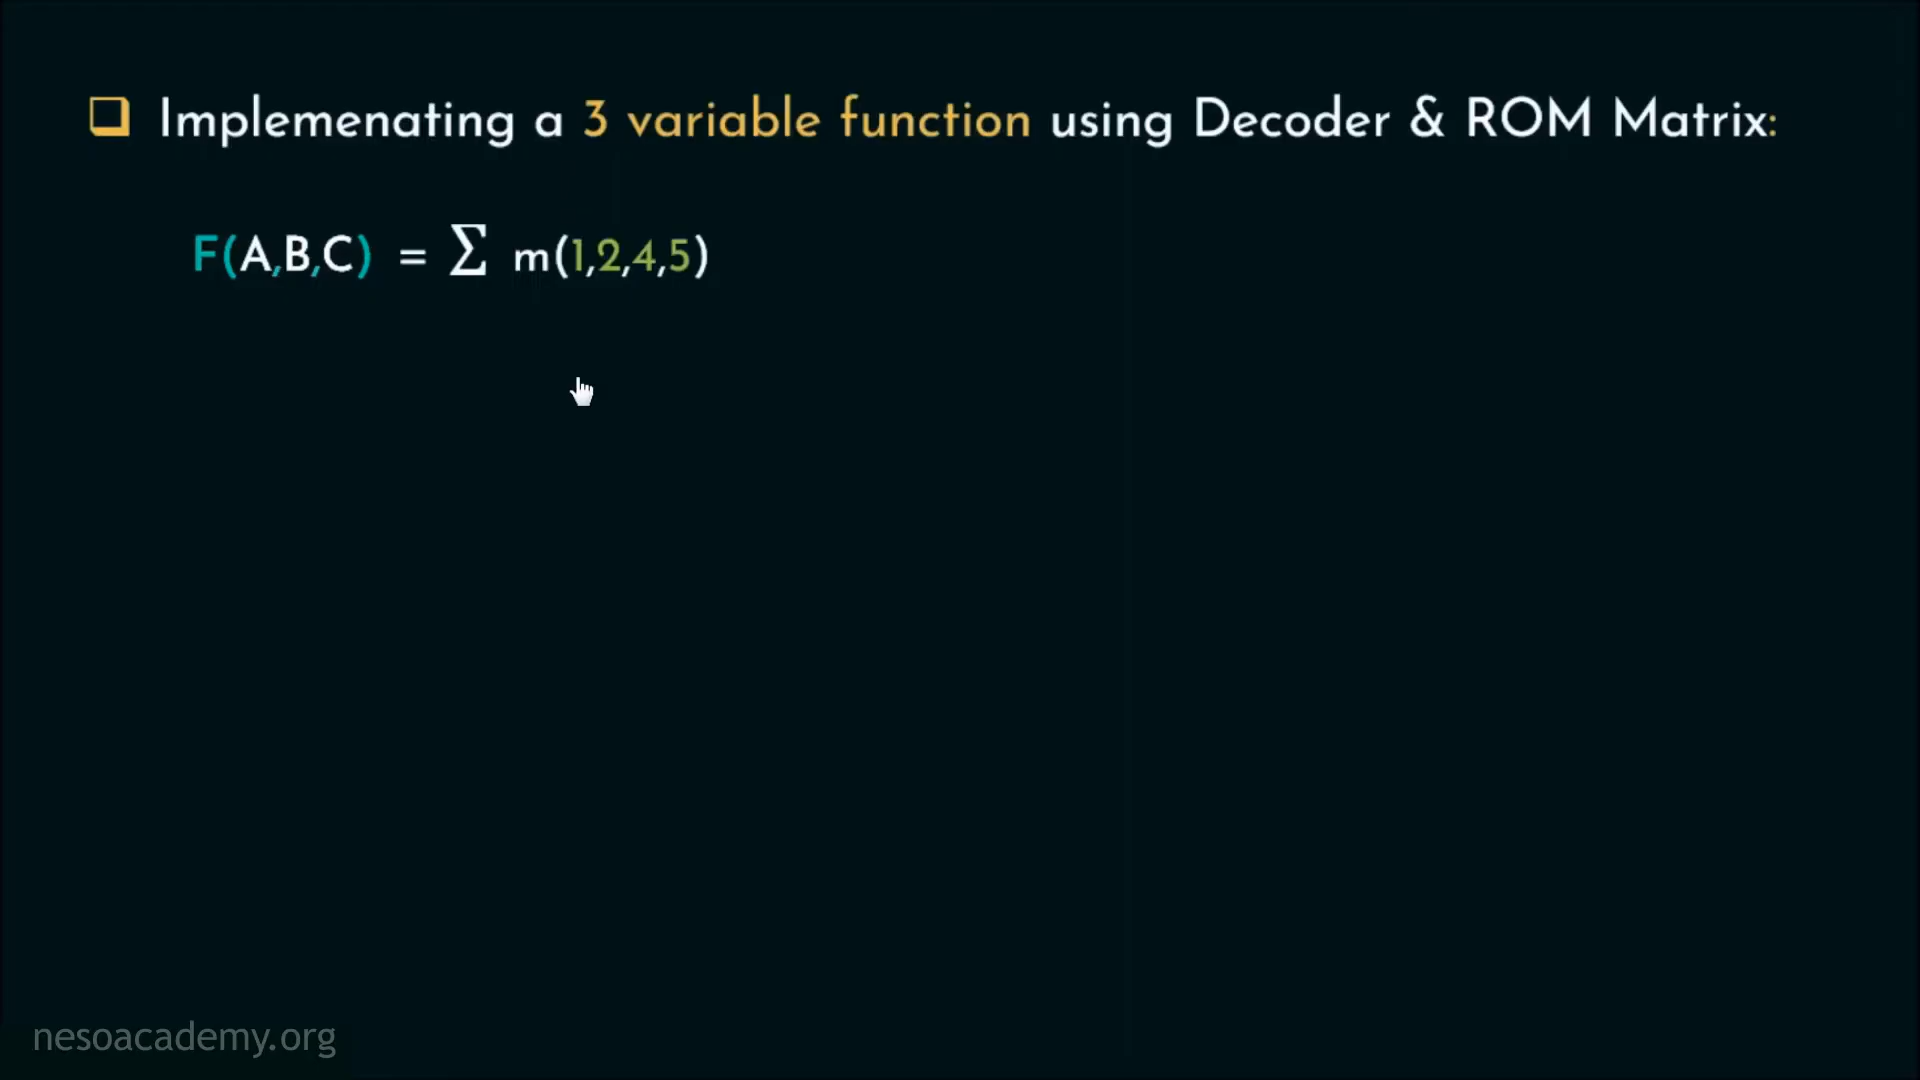 Implemenating a 3 variable function using Decoder & ROM Matrix:
F(A,B,C) = Σ m(1,2,4,5)
nesoacademy.org